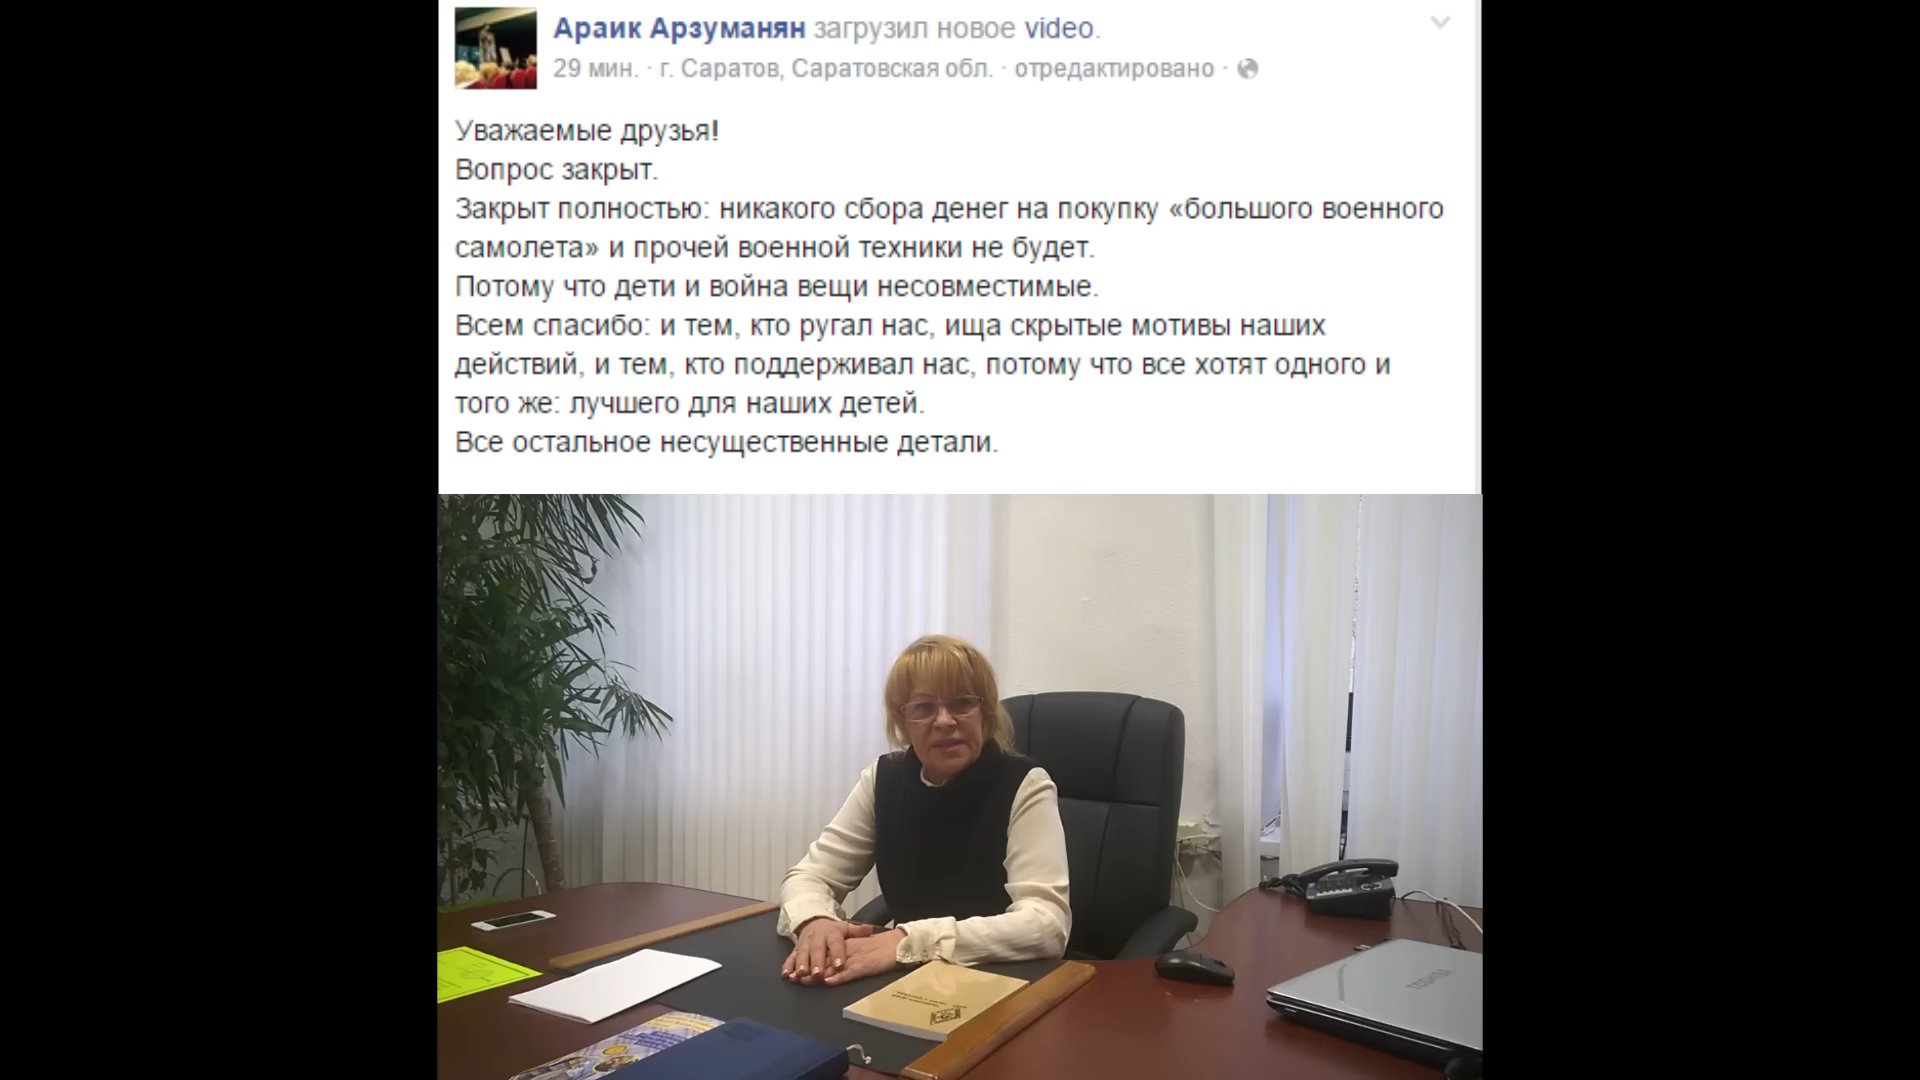 Араик Арзуманян загрузил новое video.
29 мин. · г. Саратов, Саратовская обл. · отредактировано ·
Уважаемые друзья!
Вопрос закрыт.
Закрыт полностью: никакого сбора денег на покупку «большого военного
самолета» и прочей военной техники не будет.
Потому что дети и война вещи несовместимые.
Всем спасибо: и тем, кто ругал нас, ища скрытые мотивы наших
действий, и тем, кто поддерживал нас, потому что все хотят одного и
того же: лучшего для наших детей.
Все остальное несущественные детали.
TOSHIBA